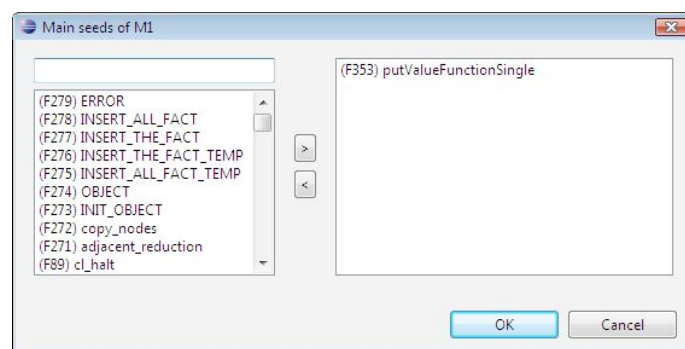 Main seeds of M1
(F279) ERROR
(F278) INSERT_ALL_FACT
(F277) INSERT_THE_FACT
(F276) INSERT_THE_FACT_TEMP
(F275) INSERT_ALL_FACT_TEMP
(F274) OBJECT
(F273) INIT_OBJECT
(F272) copy_nodes
(F271) adjacent_reduction
(F89) cl_halt
>
<
(F353) putValueFunctionSingle
OK
Cancel